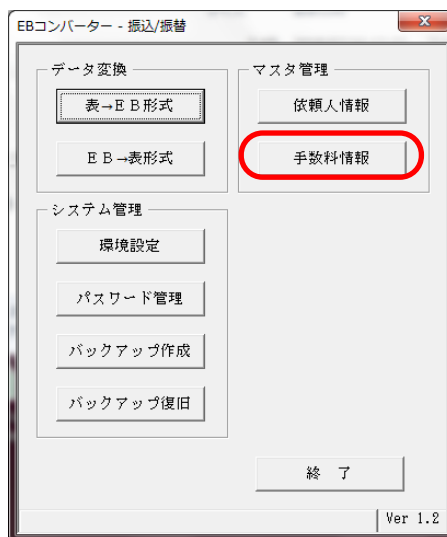 EBコンバーター - 振込/振替
データ変換
表→ＥＢ形式
ＥＢ→表形式
マスタ管理
依頼人情報
手数料情報
システム管理
環境設定
パスワード管理
バックアップ作成
バックアップ復旧
終　了
Ver 1.2